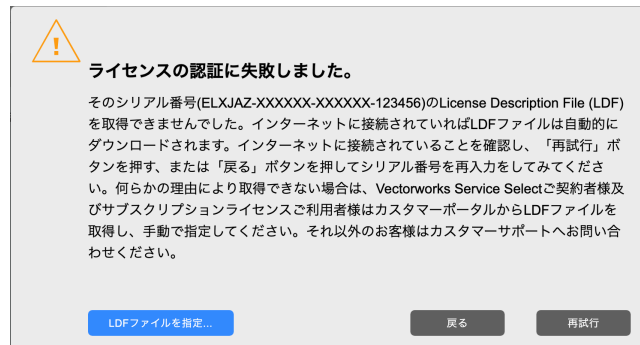 ライセンスの認証に失敗しました。
そのシリアル番号(ELXJAZ-XXXXXX-XXXXXX-123456)のLicense Description File (LDF)
を取得できませんでした。インターネットに接続されていればLDFファイルは自動的に
ダウンロードされます。インターネットに接続されていることを確認し、「再試行」ボ
タンを押す、または「戻る」ボタンを押してシリアル番号を再入力をしてみてくださ
い。何らかの理由により取得できない場合は、Vectorworks Service Selectご契約者様及
びサブスクリプションライセンスご利用者様はカスタマーポータルからLDFファイルを
取得し、手動で指定してください。それ以外のお客様はカスタマーサポートへお問い合
わせください。
LDFファイルを指定... 戻る 再試行